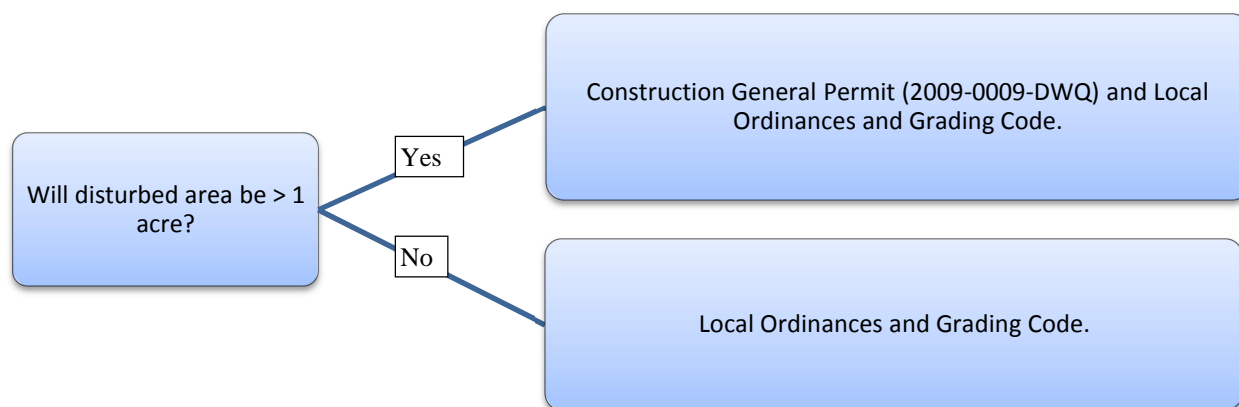 Will disturbed area be > 1
acre?
Yes
Construction General Permit (2009-0009-DWQ) and Local
Ordinances and Grading Code.
No
Local Ordinances and Grading Code.